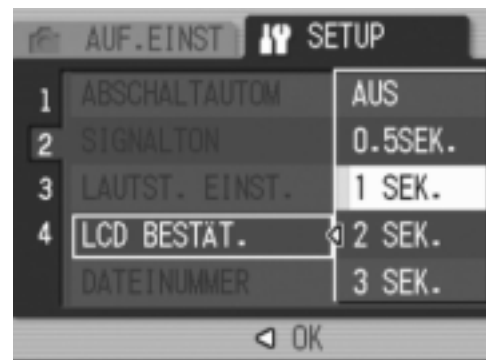 AUF.EINST SETUP
1 ABSCHALTAUTOM AUS
2 SIGNALTON 0.5SEK.
3 LAUTST. EINST. 1 SEK.
4 LCD BESTÄT. 2 SEK.
DATEINUMMER 3 SEK.
OK